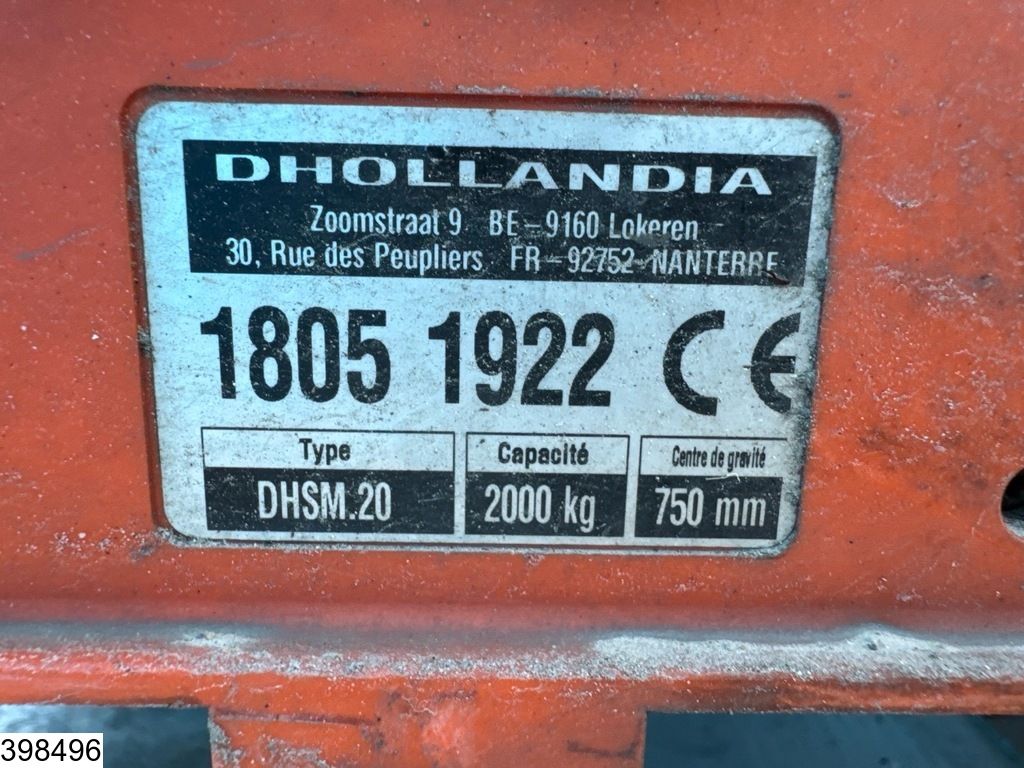 DHOLLANDIA
Zoomstraat 9 BE-9160 Lokeren
30, Rue des Peupliers FR-92752 NANTERRE
1805 1922 CE
Type Capacité Centre de gravité
DHSM.20 2000 kg 750 mm
398496